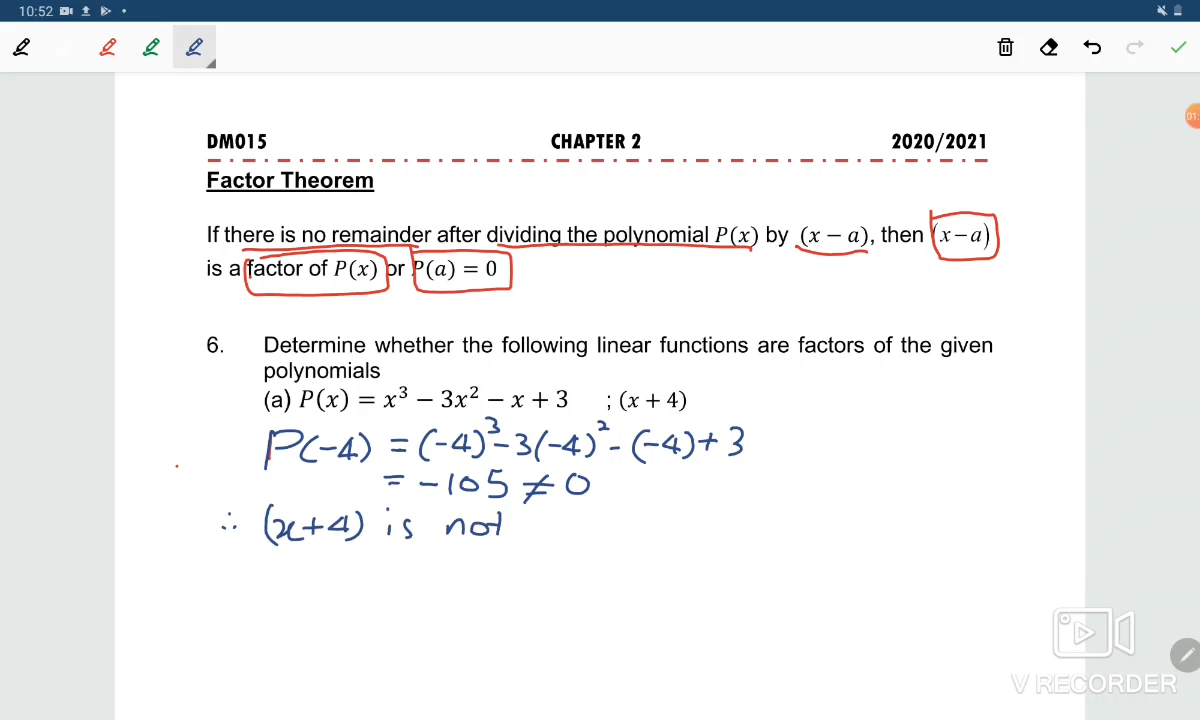 10:52
01:
DM015 CHAPTER 2 2020/2021
Factor Theorem
If there is no remainder after dividing the polynomial P(x) by (x − a), then (x−a)
is a factor of P(x) or P(a) = 0
6. Determine whether the following linear functions are factors of the given
polynomials
(a) P(x) = x³ − 3x² − x + 3 ; (x + 4)
P(-4) = (-4)³ - 3(-4)² - (-4) + 3
= -105 ≠ 0
∴ (x+4) is not
V RECORDER